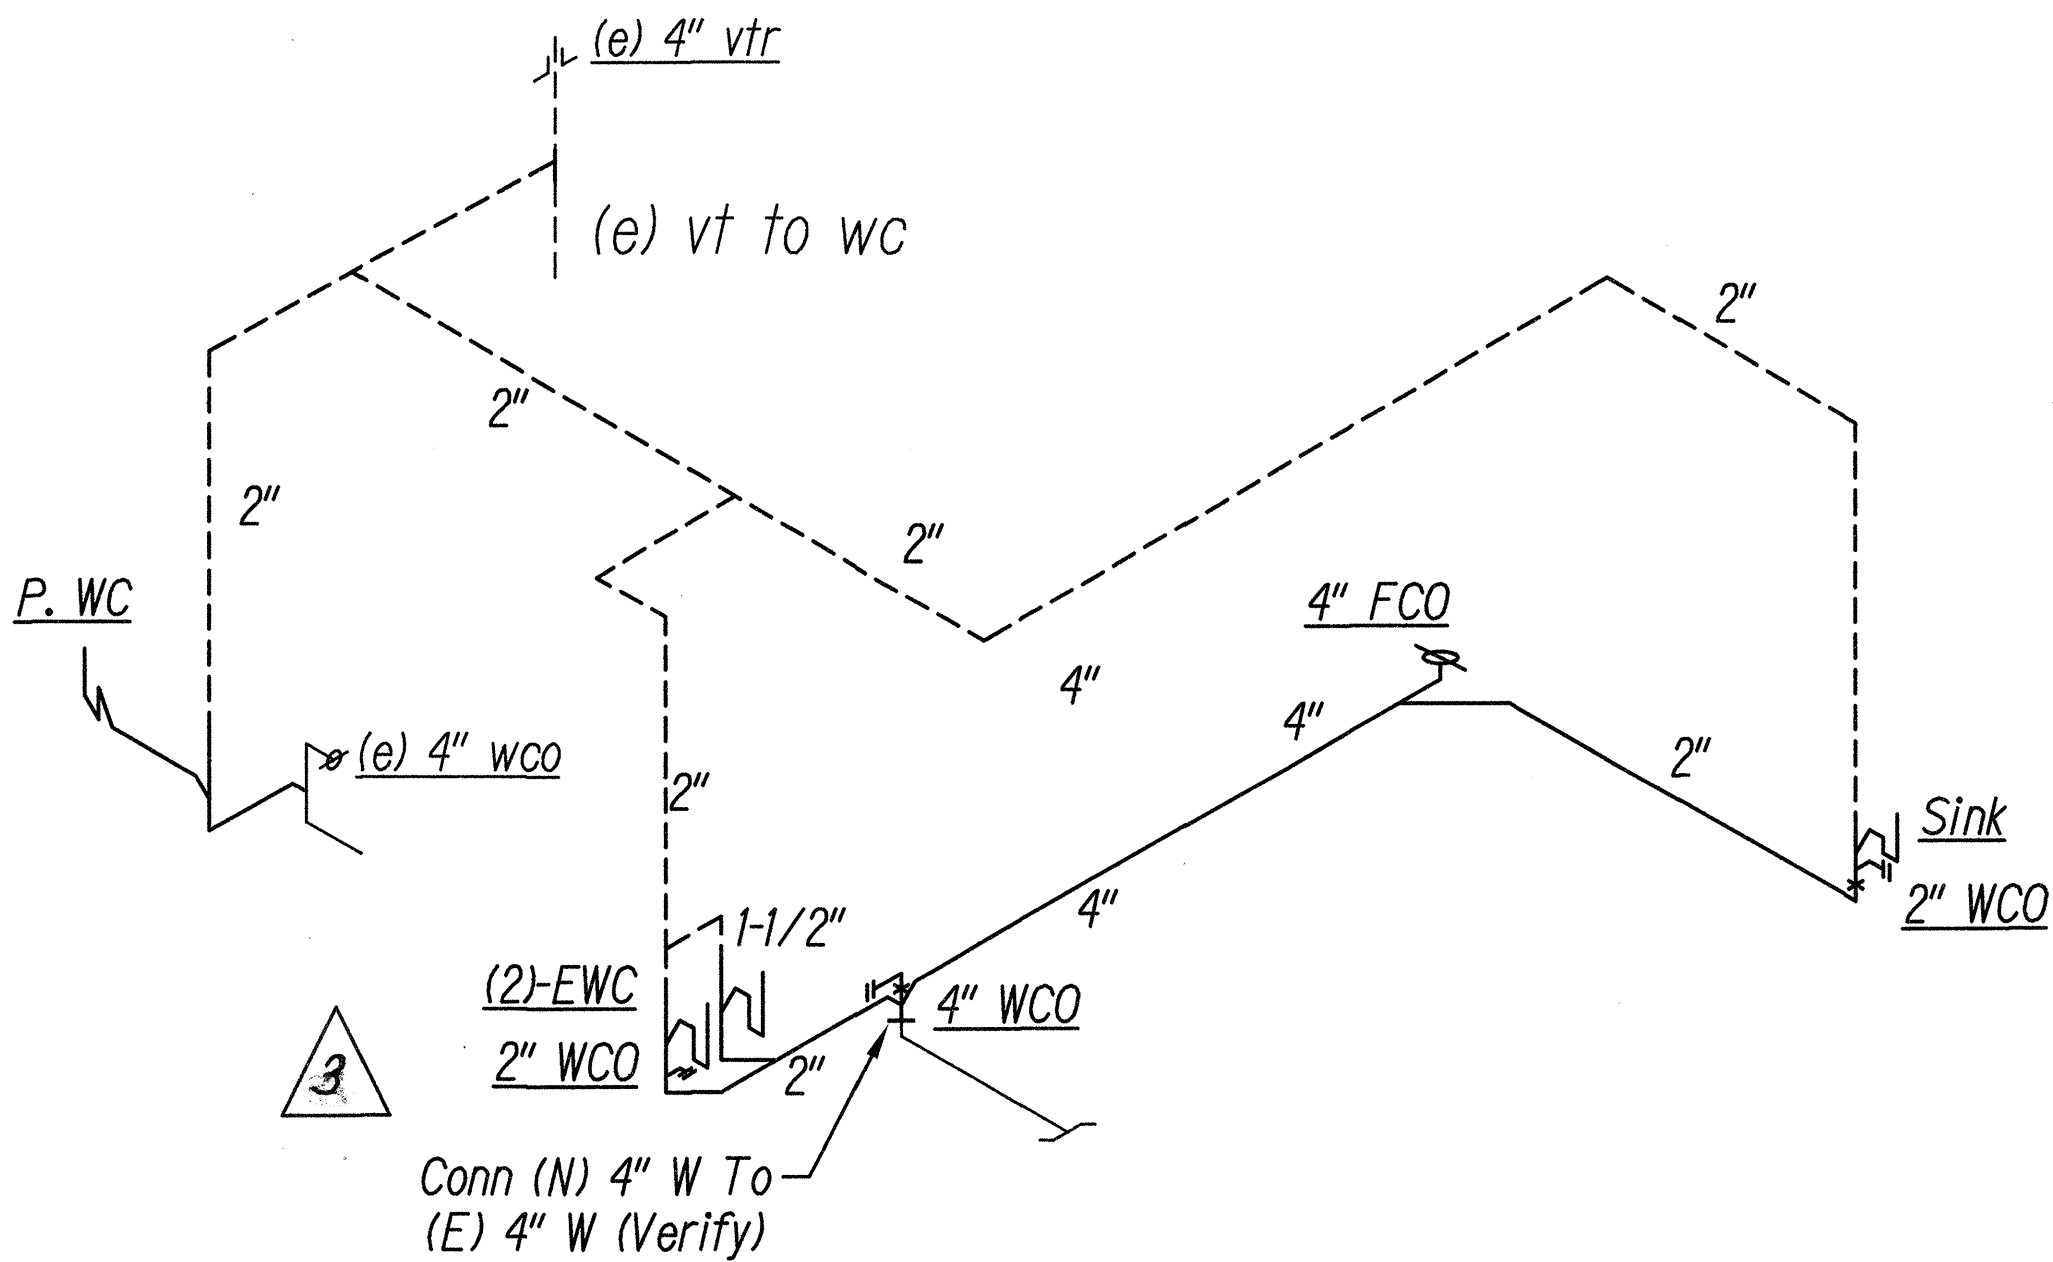 (e) 4" vtr
(e) vt to wc
2"
2"
2"
2"
P. WC
4" FCO
4"
4"
(e) 4" wco
2"
2"
Sink
2" WCO
4"
1-1/2"
(2)-EWC
4" WCO
2" WCO
2"
3
Conn (N) 4" W To
(E) 4" W (Verify)